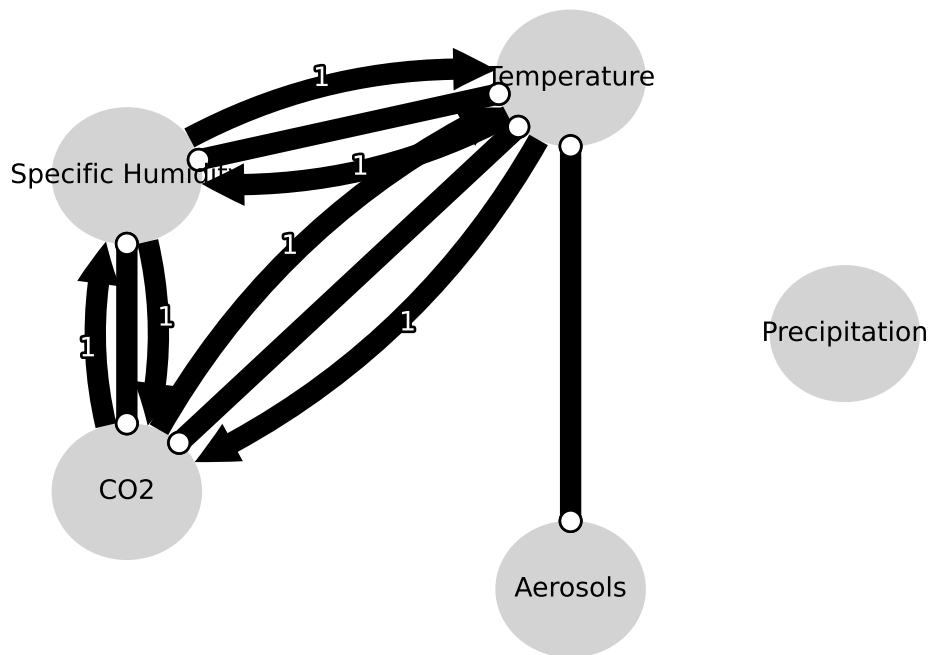 Temperature
1
Specific Humidity
1
1
1
1
1
Precipitation
CO2
Aerosols